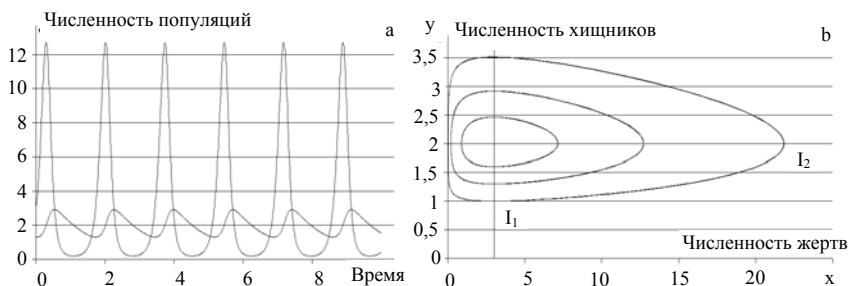 Численность популяций
а
12
10
8
6
4
2
0
0 2 4 6 8 Время
y Численность хищников b
3,5
3
2,5
2
1,5
1
0,5
0
I₂
I₁
Численность жертв
0 5 10 15 20 x